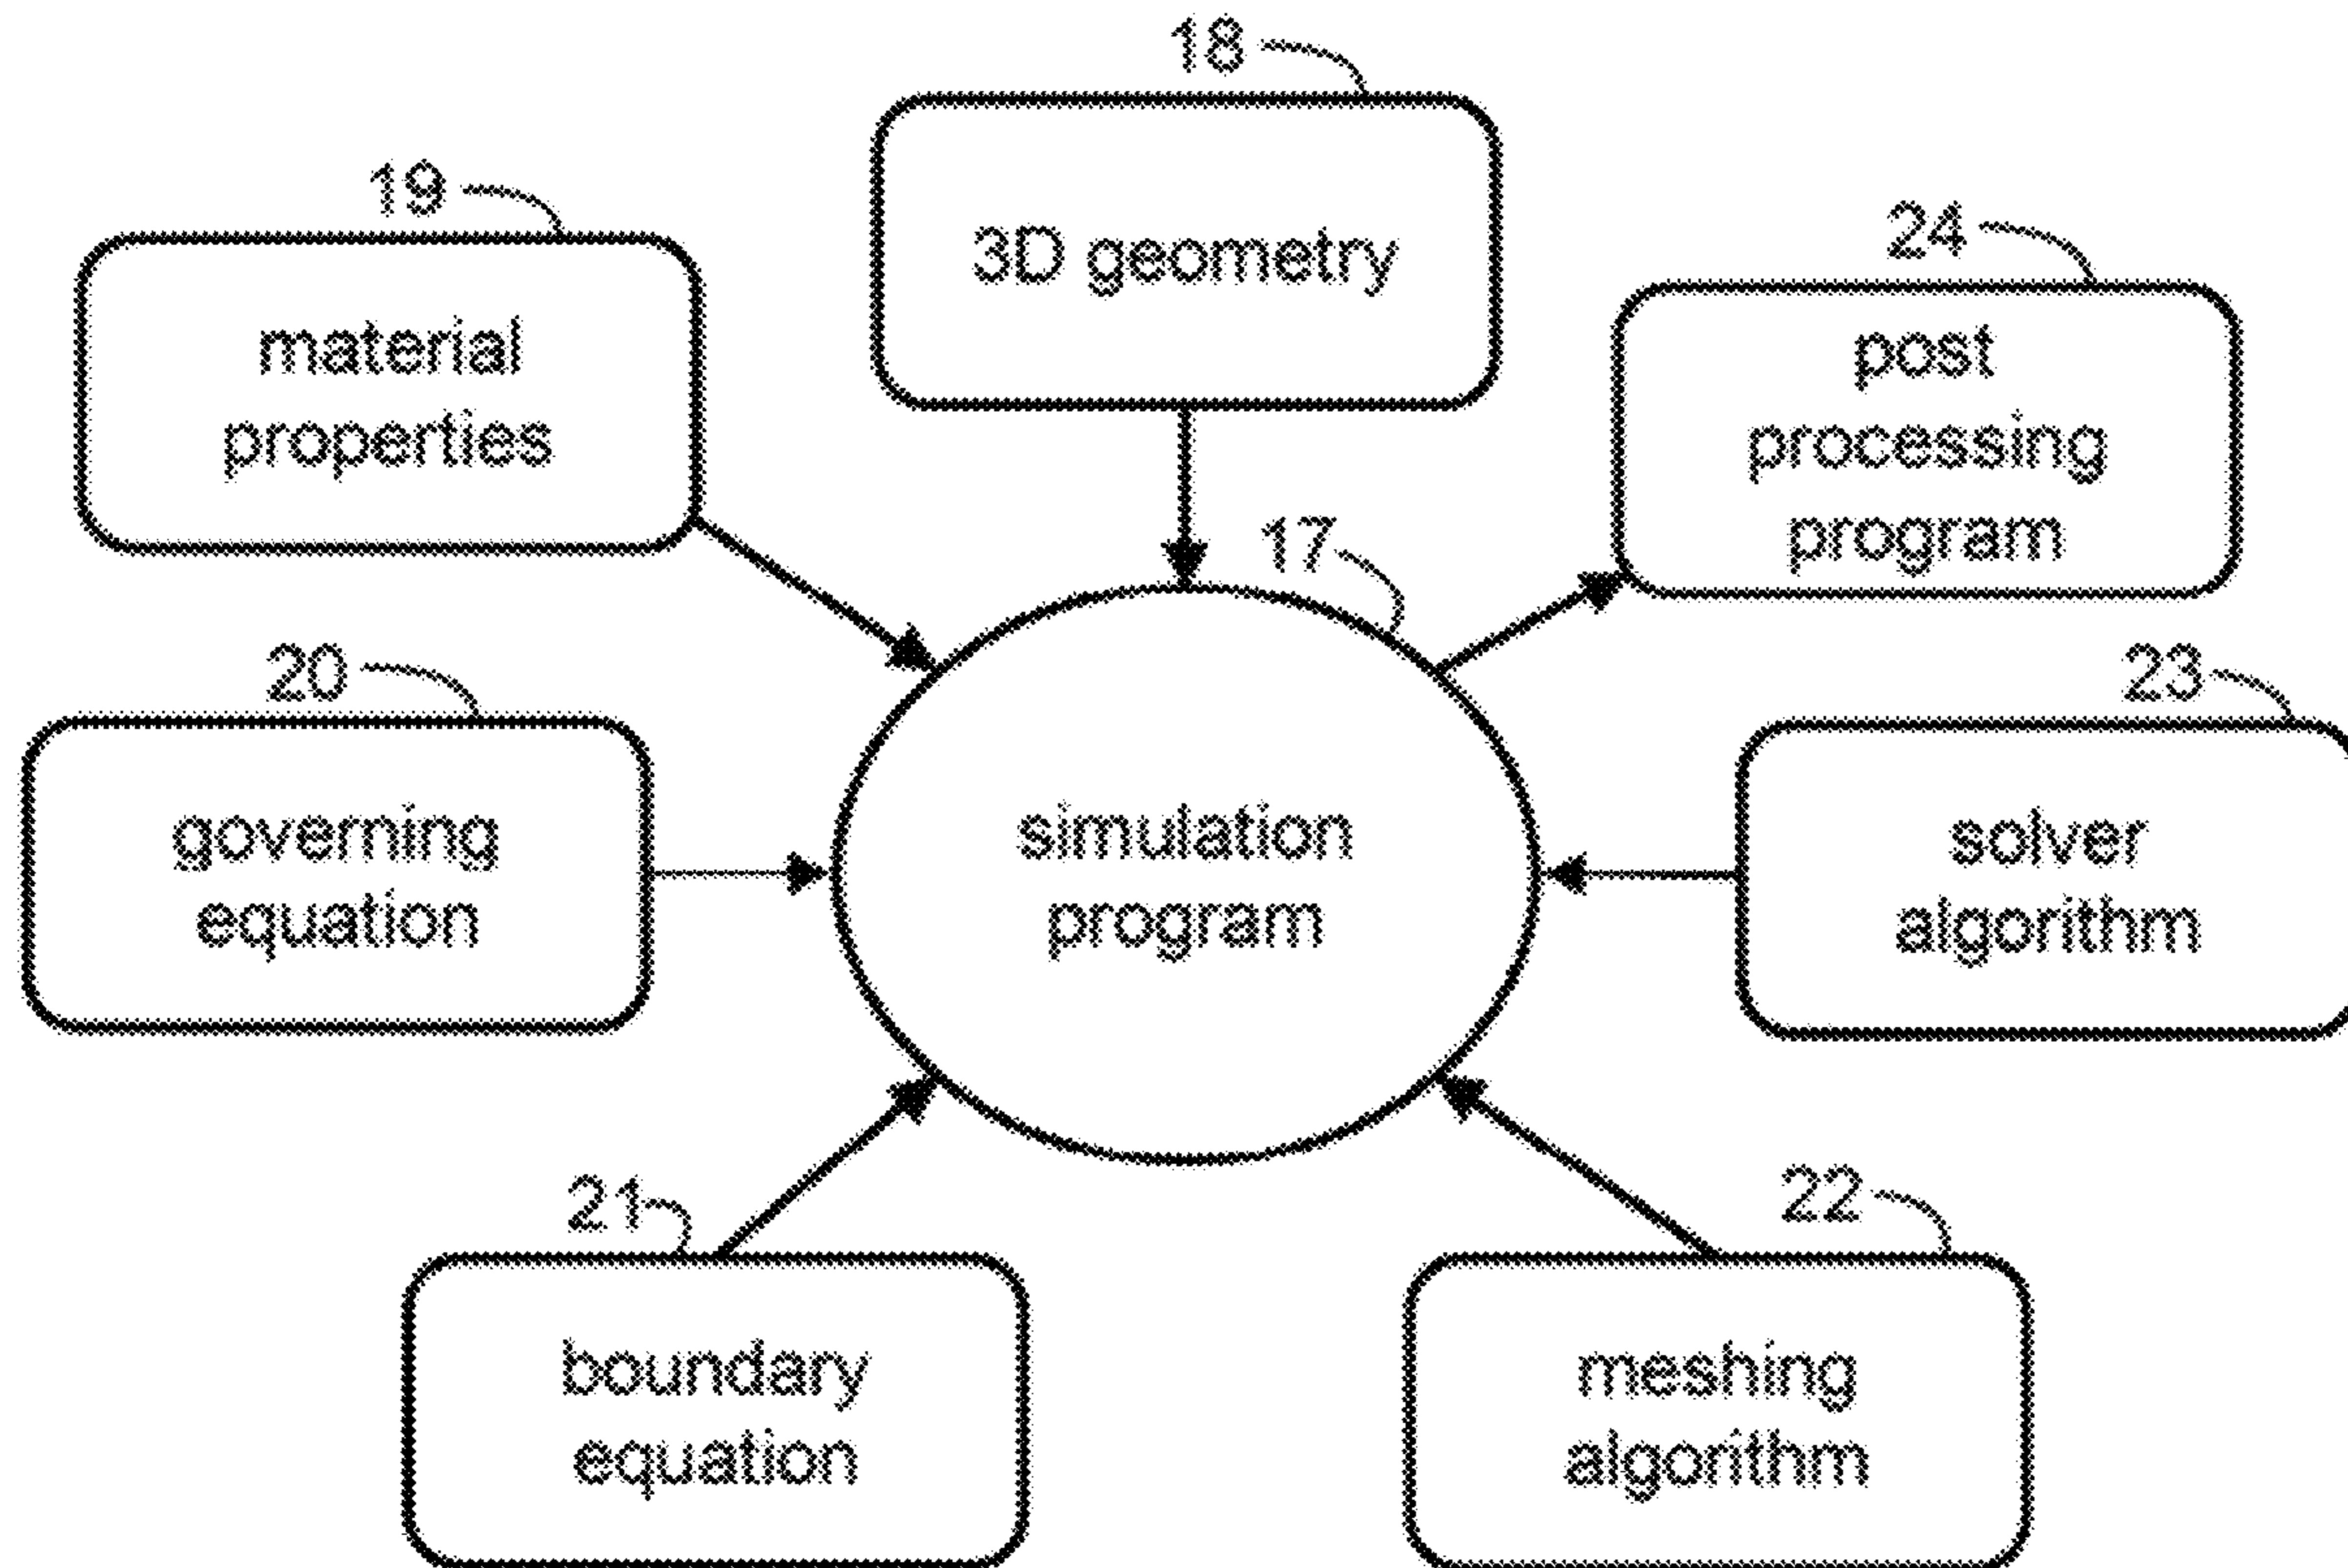 18
3D geometry
19
material
properties
24
post
processing
program
17
simulation
program
20
governing
equation
23
solver
algorithm
21
boundary
equation
22
meshing
algorithm